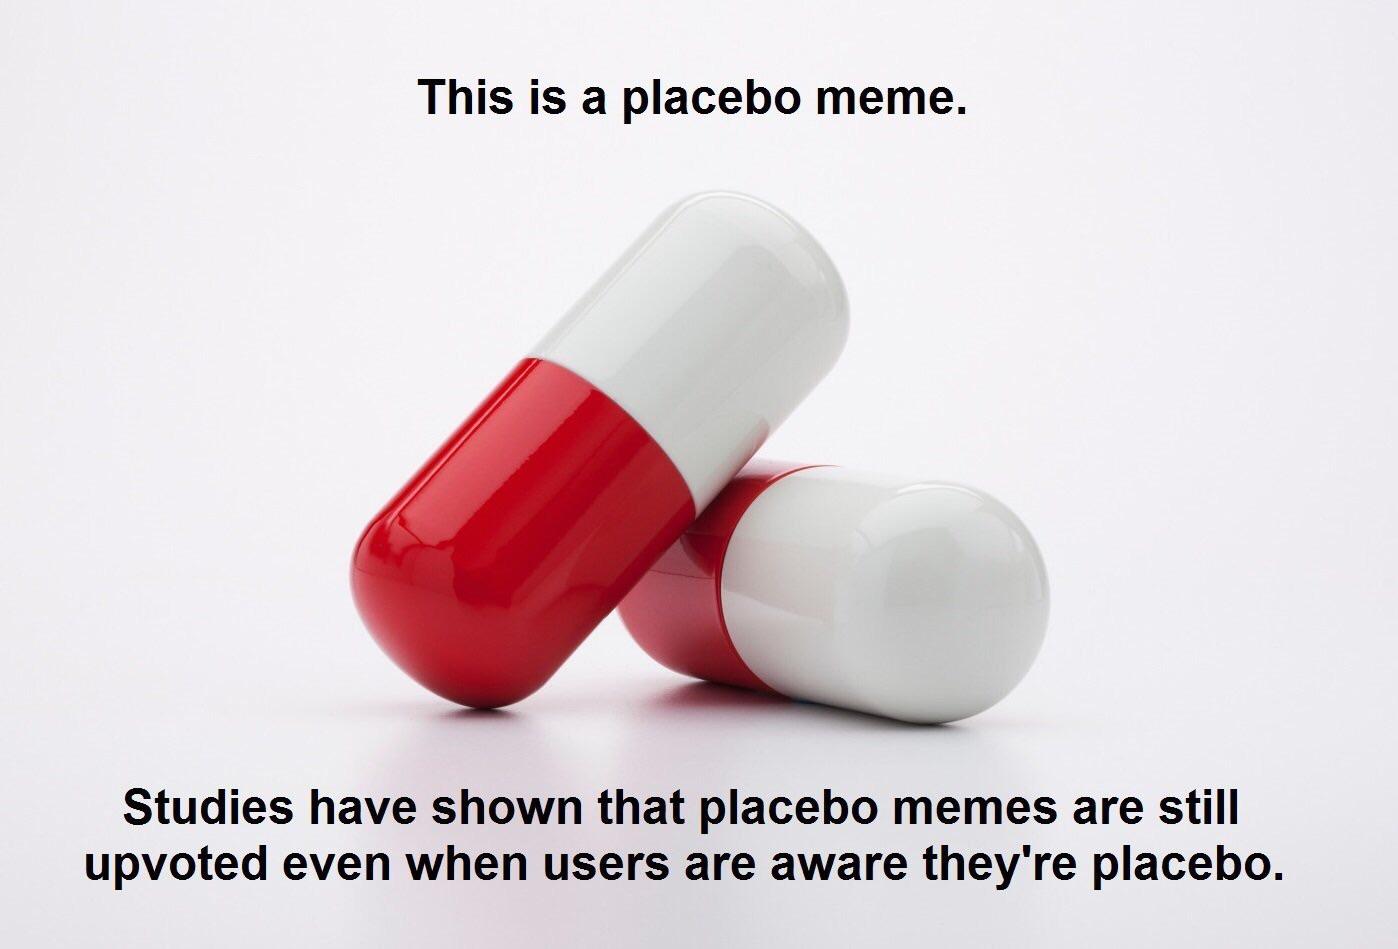 This is a placebo meme.
Studies have shown that placebo memes are still
upvoted even when users are aware they're placebo.